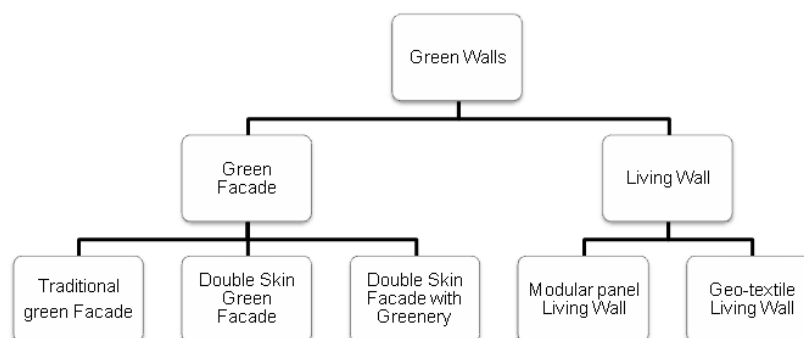 Green Walls
Green
Facade
Living Wall
Traditional
green Facade
Double Skin
Green
Facade
Double Skin
Facade with
Greenery
Modular panel
Living Wall
Geo-textile
Living Wall